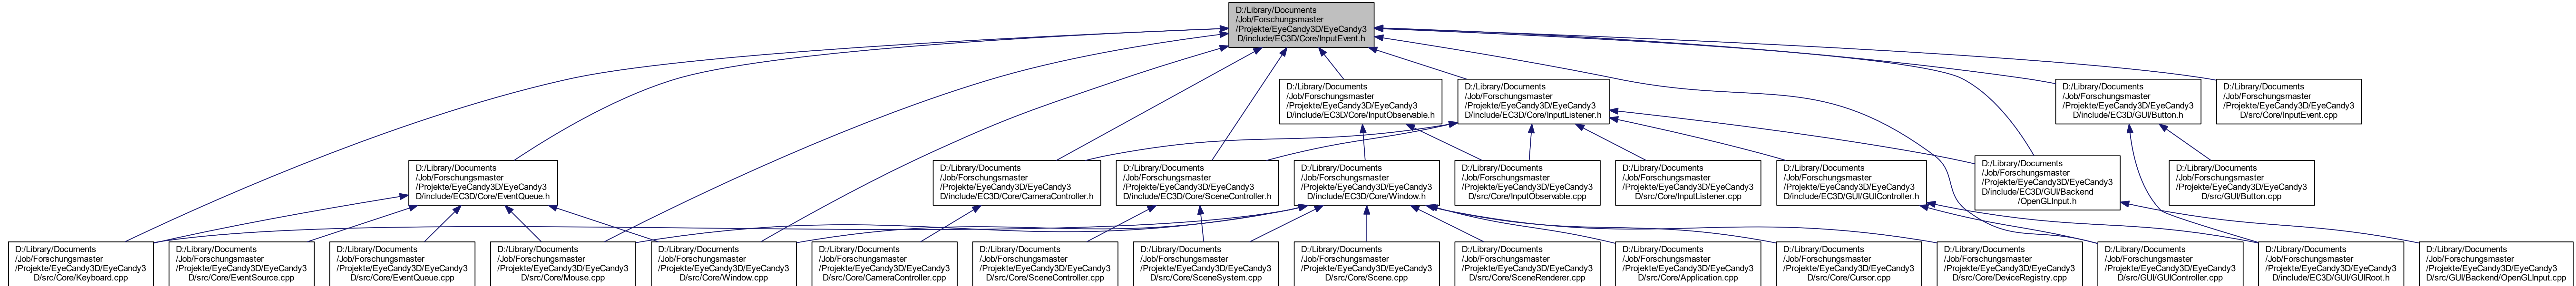 D:/Library/Documents
/Job/Forschungsmaster
/Projekte/EyeCandy3D/EyeCandy3
D/include/EC3D/Core/InputEvent.h
D:/Library/Documents
/Job/Forschungsmaster
/Projekte/EyeCandy3D/EyeCandy3
D/include/EC3D/Core/InputObservable.h
D:/Library/Documents
/Job/Forschungsmaster
/Projekte/EyeCandy3D/EyeCandy3
D/include/EC3D/Core/InputListener.h
D:/Library/Documents
/Job/Forschungsmaster
/Projekte/EyeCandy3D/EyeCandy3
D/include/EC3D/GUI/Button.h
D:/Library/Documents
/Job/Forschungsmaster
/Projekte/EyeCandy3D/EyeCandy3
D/src/Core/InputEvent.cpp
D:/Library/Documents
/Job/Forschungsmaster
/Projekte/EyeCandy3D/EyeCandy3
D/include/EC3D/Core/EventQueue.h
D:/Library/Documents
/Job/Forschungsmaster
/Projekte/EyeCandy3D/EyeCandy3
D/include/EC3D/Core/CameraController.h
D:/Library/Documents
/Job/Forschungsmaster
/Projekte/EyeCandy3D/EyeCandy3
D/include/EC3D/Core/SceneController.h
D:/Library/Documents
/Job/Forschungsmaster
/Projekte/EyeCandy3D/EyeCandy3
D/include/EC3D/Core/Window.h
D:/Library/Documents
/Job/Forschungsmaster
/Projekte/EyeCandy3D/EyeCandy3
D/src/Core/InputObservable.cpp
D:/Library/Documents
/Job/Forschungsmaster
/Projekte/EyeCandy3D/EyeCandy3
D/src/Core/InputListener.cpp
D:/Library/Documents
/Job/Forschungsmaster
/Projekte/EyeCandy3D/EyeCandy3
D/include/EC3D/GUI/GUIController.h
D:/Library/Documents
/Job/Forschungsmaster
/Projekte/EyeCandy3D/EyeCandy3
D/include/EC3D/GUI/Backend
/OpenGLInput.h
D:/Library/Documents
/Job/Forschungsmaster
/Projekte/EyeCandy3D/EyeCandy3
D/src/GUI/Button.cpp
D:/Library/Documents
/Job/Forschungsmaster
/Projekte/EyeCandy3D/EyeCandy3
D/src/Core/Keyboard.cpp
D:/Library/Documents
/Job/Forschungsmaster
/Projekte/EyeCandy3D/EyeCandy3
D/src/Core/EventSource.cpp
D:/Library/Documents
/Job/Forschungsmaster
/Projekte/EyeCandy3D/EyeCandy3
D/src/Core/EventQueue.cpp
D:/Library/Documents
/Job/Forschungsmaster
/Projekte/EyeCandy3D/EyeCandy3
D/src/Core/Mouse.cpp
D:/Library/Documents
/Job/Forschungsmaster
/Projekte/EyeCandy3D/EyeCandy3
D/src/Core/Window.cpp
D:/Library/Documents
/Job/Forschungsmaster
/Projekte/EyeCandy3D/EyeCandy3
D/src/Core/CameraController.cpp
D:/Library/Documents
/Job/Forschungsmaster
/Projekte/EyeCandy3D/EyeCandy3
D/src/Core/SceneController.cpp
D:/Library/Documents
/Job/Forschungsmaster
/Projekte/EyeCandy3D/EyeCandy3
D/src/Core/SceneSystem.cpp
D:/Library/Documents
/Job/Forschungsmaster
/Projekte/EyeCandy3D/EyeCandy3
D/src/Core/Scene.cpp
D:/Library/Documents
/Job/Forschungsmaster
/Projekte/EyeCandy3D/EyeCandy3
D/src/Core/SceneRenderer.cpp
D:/Library/Documents
/Job/Forschungsmaster
/Projekte/EyeCandy3D/EyeCandy3
D/src/Core/Application.cpp
D:/Library/Documents
/Job/Forschungsmaster
/Projekte/EyeCandy3D/EyeCandy3
D/src/Core/Cursor.cpp
D:/Library/Documents
/Job/Forschungsmaster
/Projekte/EyeCandy3D/EyeCandy3
D/src/Core/DeviceRegistry.cpp
D:/Library/Documents
/Job/Forschungsmaster
/Projekte/EyeCandy3D/EyeCandy3
D/src/GUI/GUIController.cpp
D:/Library/Documents
/Job/Forschungsmaster
/Projekte/EyeCandy3D/EyeCandy3
D/include/EC3D/GUI/GUIRoot.h
D:/Library/Documents
/Job/Forschungsmaster
/Projekte/EyeCandy3D/EyeCandy3
D/src/GUI/Backend/OpenGLInput.cpp